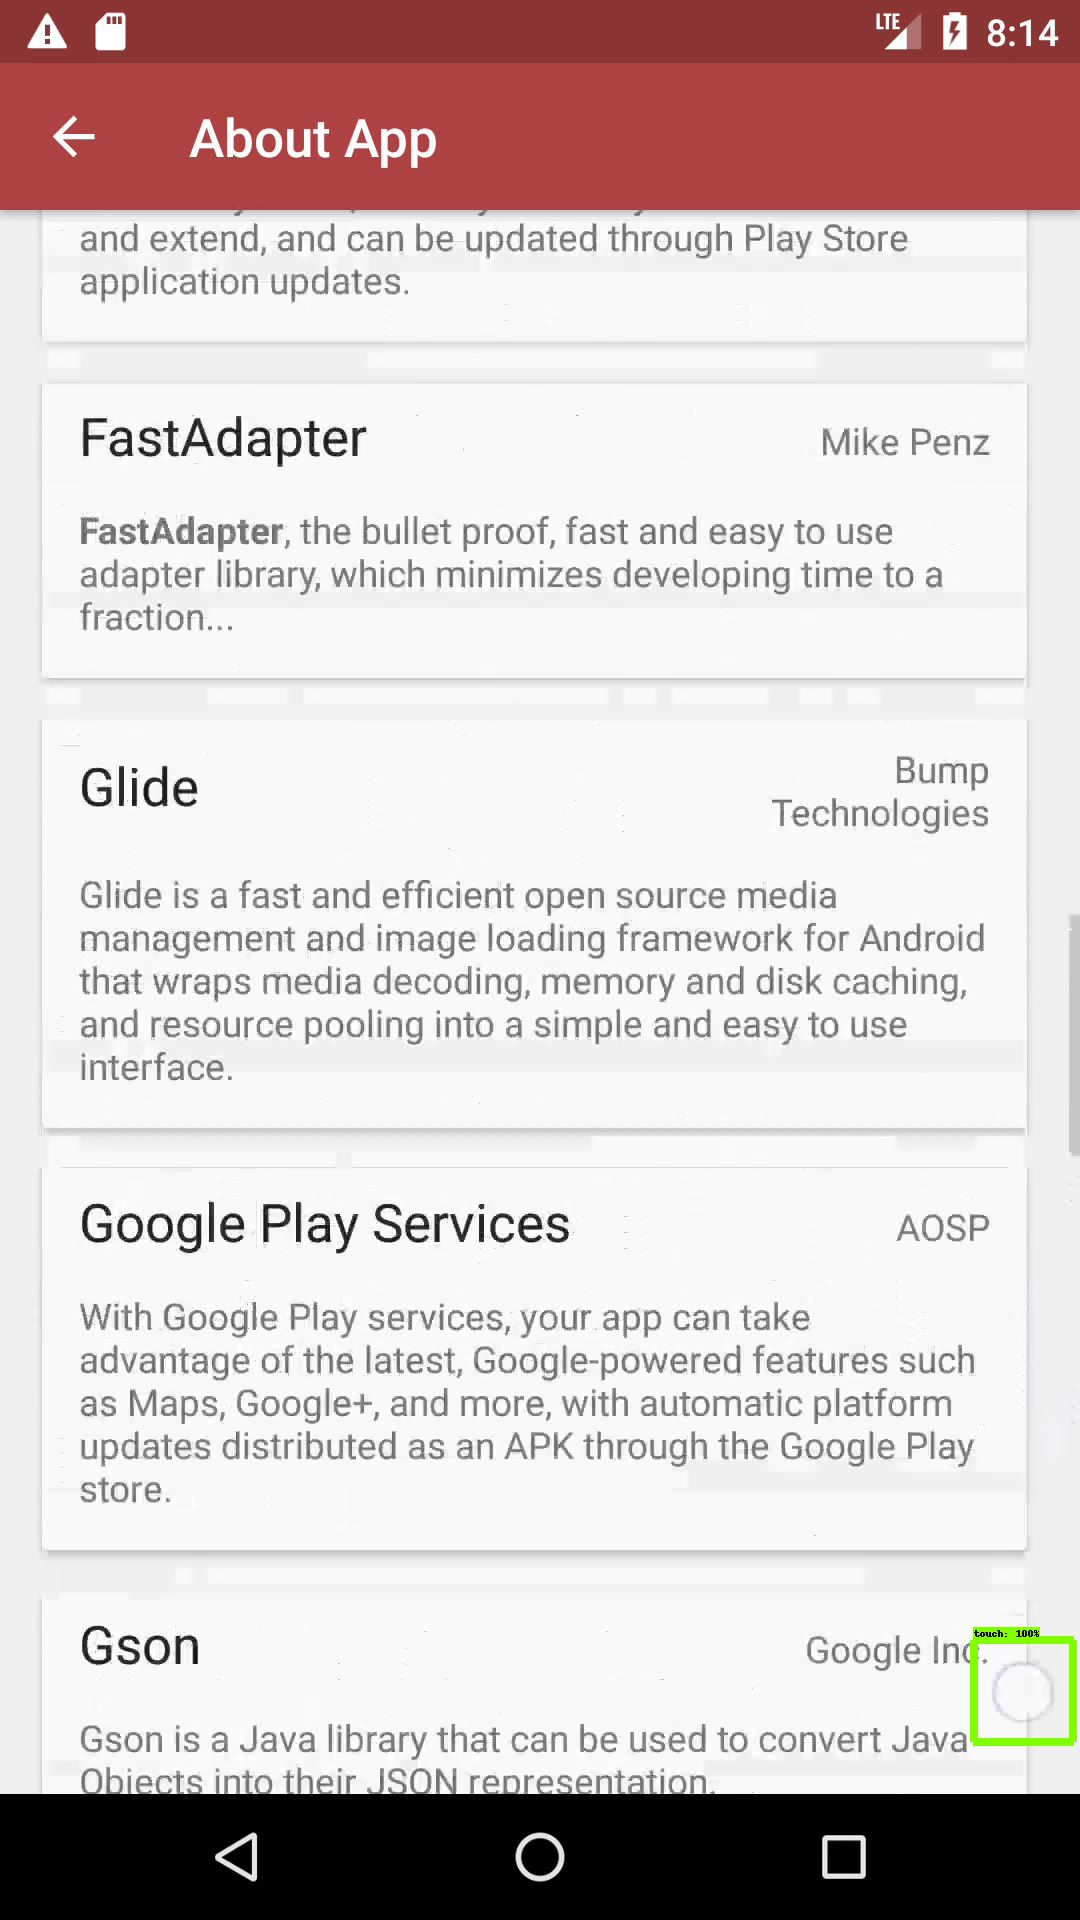 LTE 8:14
About App
and extend, and can be updated through Play Store
application updates.
FastAdapter Mike Penz
FastAdapter, the bullet proof, fast and easy to use
adapter library, which minimizes developing time to a
fraction...
Glide Bump
Technologies
Glide is a fast and efficient open source media
management and image loading framework for Android
that wraps media decoding, memory and disk caching,
and resource pooling into a simple and easy to use
interface.
Google Play Services AOSP
With Google Play services, your app can take
advantage of the latest, Google-powered features such
as Maps, Google+, and more, with automatic platform
updates distributed as an APK through the Google Play
store.
touch: 100%
Gson Google Inc.
Gson is a Java library that can be used to convert Java
Objects into their JSON representation.